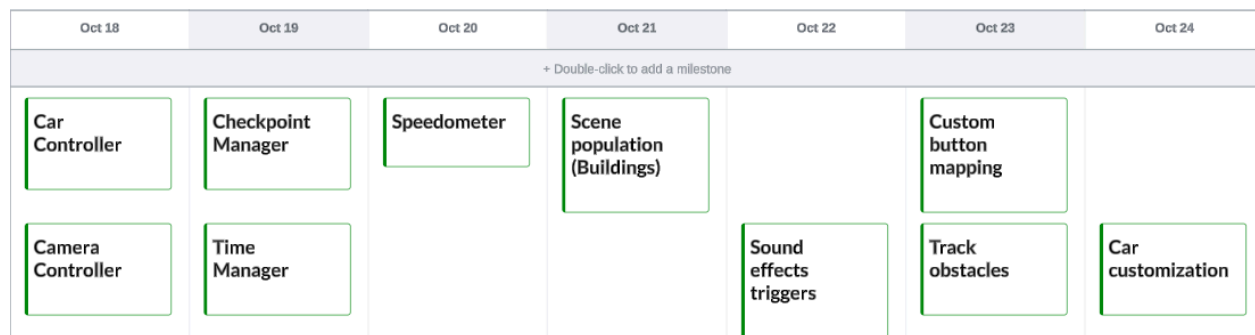 Oct 18 Oct 19 Oct 20 Oct 21 Oct 22 Oct 23 Oct 24
+ Double-click to add a milestone
Car
Controller
Checkpoint
Manager
Speedometer
Scene
population
(Buildings)
Custom
button
mapping
Camera
Controller
Time
Manager
Sound
effects
triggers
Track
obstacles
Car
customization